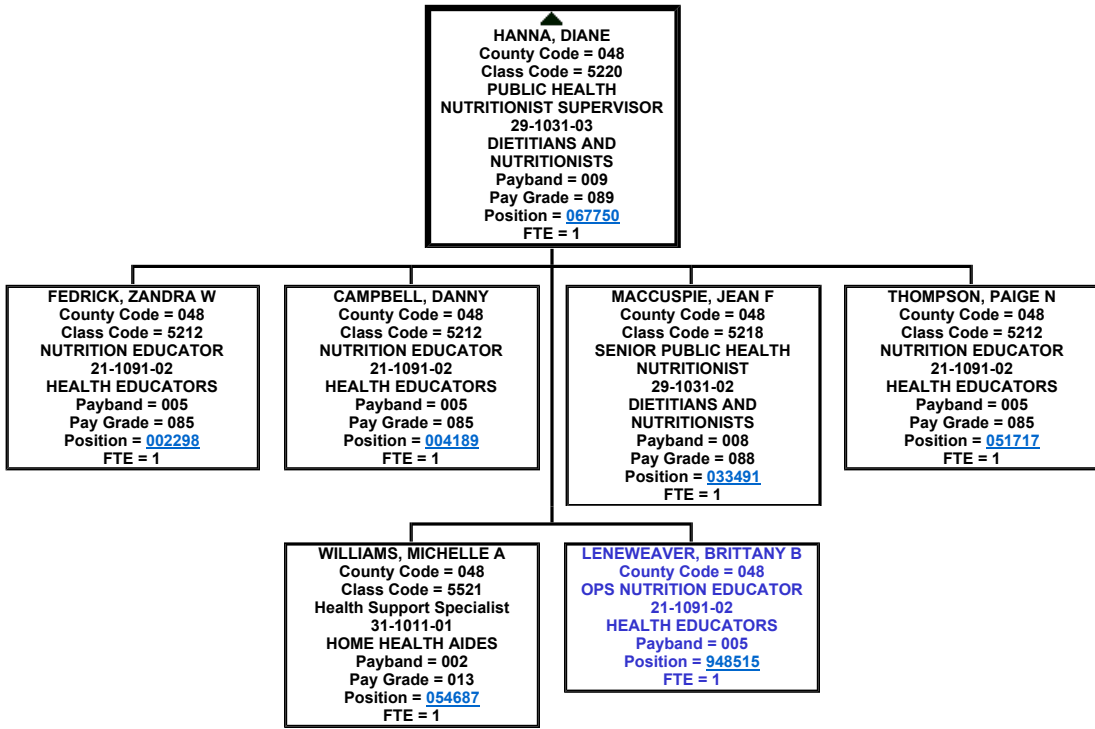 HANNA, DIANE
County Code = 048
Class Code = 5220
PUBLIC HEALTH
NUTRITIONIST SUPERVISOR
29-1031-03
DIETITIANS AND
NUTRITIONISTS
Payband = 009
Pay Grade = 089
Position = 067750
FTE = 1
FEDRICK, ZANDRA W
County Code = 048
Class Code = 5212
NUTRITION EDUCATOR
21-1091-02
HEALTH EDUCATORS
Payband = 005
Pay Grade = 085
Position = 002298
FTE = 1
CAMPBELL, DANNY
County Code = 048
Class Code = 5212
NUTRITION EDUCATOR
21-1091-02
HEALTH EDUCATORS
Payband = 005
Pay Grade = 085
Position = 004189
FTE = 1
MACCUSPIE, JEAN F
County Code = 048
Class Code = 5218
SENIOR PUBLIC HEALTH
NUTRITIONIST
29-1031-02
DIETITIANS AND
NUTRITIONISTS
Payband = 008
Pay Grade = 088
Position = 033491
FTE = 1
THOMPSON, PAIGE N
County Code = 048
Class Code = 5212
NUTRITION EDUCATOR
21-1091-02
HEALTH EDUCATORS
Payband = 005
Pay Grade = 085
Position = 051717
FTE = 1
WILLIAMS, MICHELLE A
County Code = 048
Class Code = 5521
Health Support Specialist
31-1011-01
HOME HEALTH AIDES
Payband = 002
Pay Grade = 013
Position = 054687
FTE = 1
LENEWEAVER, BRITTANY B
County Code = 048
OPS NUTRITION EDUCATOR
21-1091-02
HEALTH EDUCATORS
Payband = 005
Position = 948515
FTE = 1